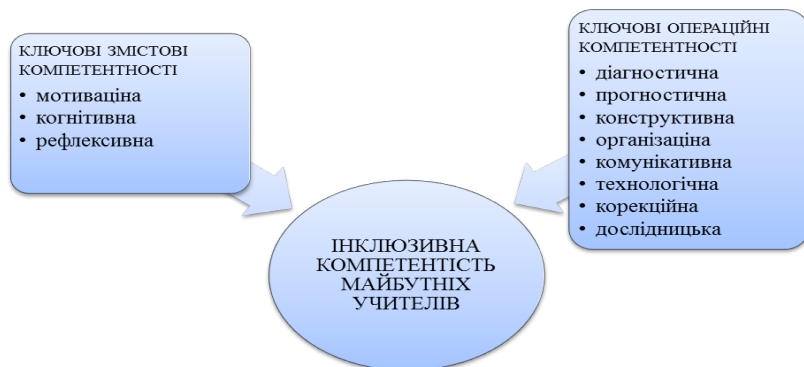 КЛЮЧОВІ ЗМІСТОВІ
КОМПЕТЕНТНОСТІ
• мотиваціна
• когнітивна
• рефлексивна
КЛЮЧОВІ ОПЕРАЦІЙНІ
КОМПЕТЕНТНОСТІ
• діагностична
• прогностична
• конструктивна
• організаціна
• комунікативна
• технологічна
• корекційна
• дослідницька
ІНКЛЮЗИВНА
КОМПЕТЕНТІСТЬ
МАЙБУТНІХ
УЧИТЕЛІВ